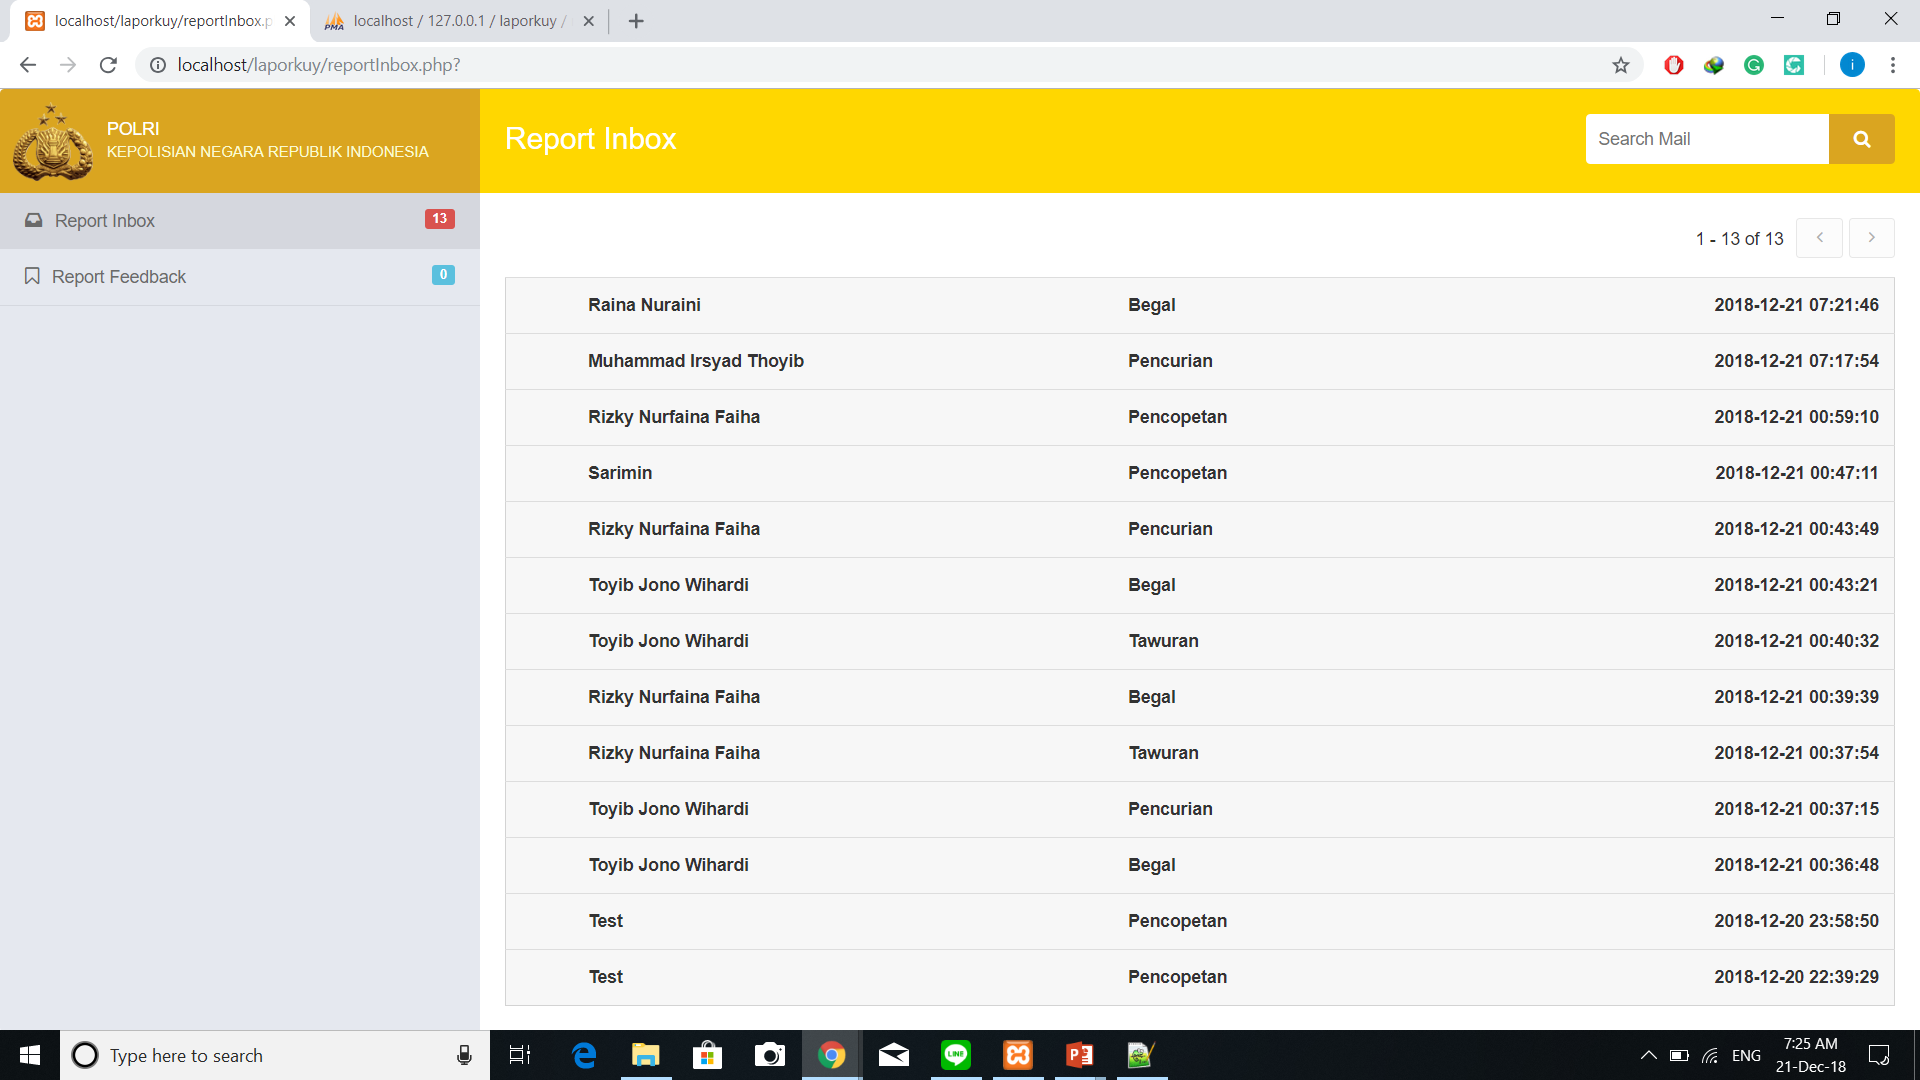 localhost/laporkuy/reportInbox.p
localhost / 127.0.0.1 / laporkuy /
localhost/laporkuy/reportInbox.php?
i
POLRI
KEPOLISIAN NEGARA REPUBLIK INDONESIA
Report Inbox
Search Mail
Report Inbox 13
Report Feedback 0
1 - 13 of 13
Raina Nuraini Begal 2018-12-21 07:21:46
Muhammad Irsyad Thoyib Pencurian 2018-12-21 07:17:54
Rizky Nurfaina Faiha Pencopetan 2018-12-21 00:59:10
Sarimin Pencopetan 2018-12-21 00:47:11
Rizky Nurfaina Faiha Pencurian 2018-12-21 00:43:49
Toyib Jono Wihardi Begal 2018-12-21 00:43:21
Toyib Jono Wihardi Tawuran 2018-12-21 00:40:32
Rizky Nurfaina Faiha Begal 2018-12-21 00:39:39
Rizky Nurfaina Faiha Tawuran 2018-12-21 00:37:54
Toyib Jono Wihardi Pencurian 2018-12-21 00:37:15
Toyib Jono Wihardi Begal 2018-12-21 00:36:48
Test Pencopetan 2018-12-20 23:58:50
Test Pencopetan 2018-12-20 22:39:29
Type here to search
LINE
ENG
7:25 AM
21-Dec-18